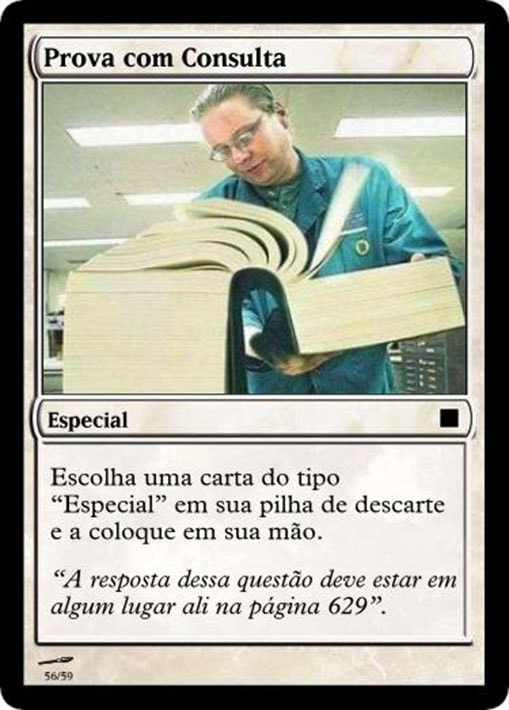 Prova com Consulta
Especial
Escolha uma carta do tipo
“Especial” em sua pilha de descarte
e a coloque em sua mão.
“A resposta dessa questão deve estar em
algum lugar ali na página 629”.
56/59